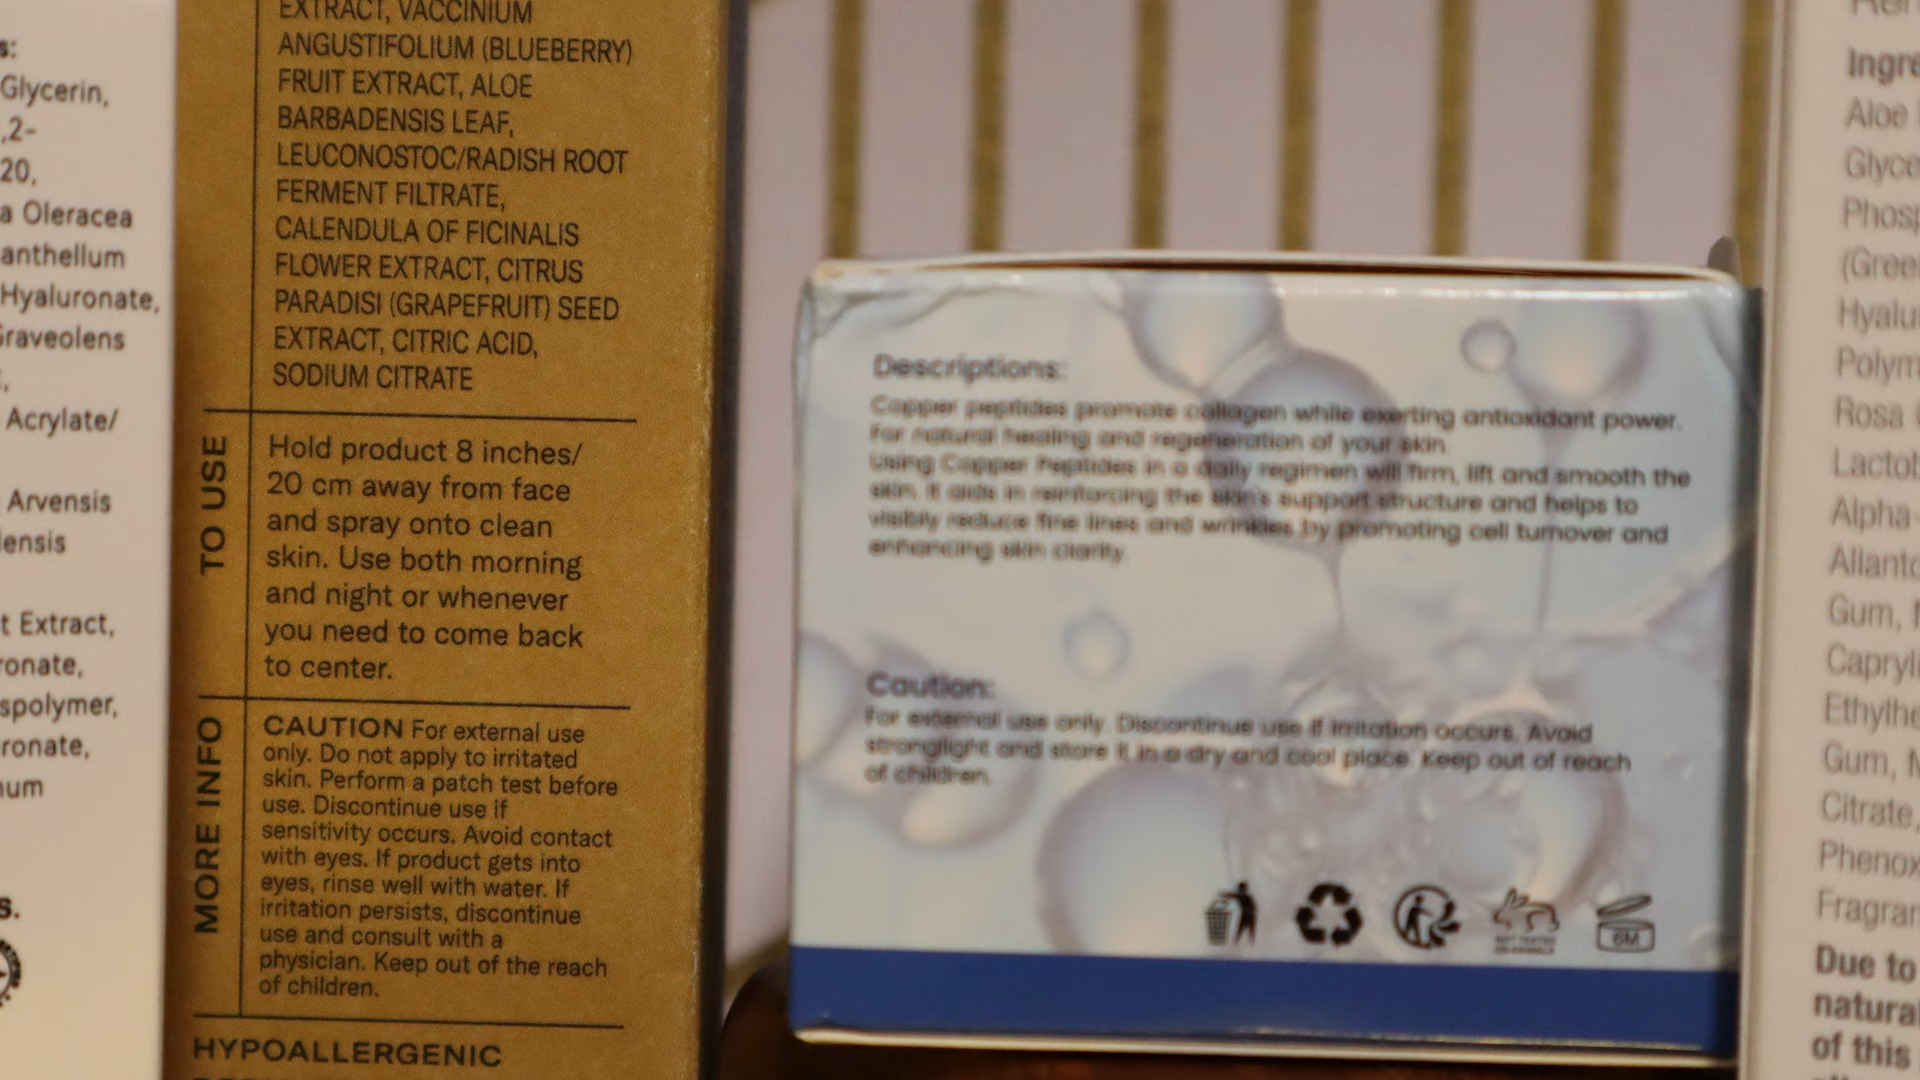 s:
Glycerin,
,2-
20,
a Oleracea
anthellum
Hyaluronate,
Graveolens
Acrylate/
Arvensis
ensis
t Extract,
ronate,
spolymer,
ronate,
num
s.
EXTRACT, VACCINIUM
ANGUSTIFOLIUM (BLUEBERRY)
FRUIT EXTRACT, ALOE
BARBADENSIS LEAF,
LEUCONOSTOC/RADISH ROOT
FERMENT FILTRATE,
CALENDULA OF FICINALIS
FLOWER EXTRACT, CITRUS
PARADISI (GRAPEFRUIT) SEED
EXTRACT, CITRIC ACID,
SODIUM CITRATE
TO USE
Hold product 8 inches/
20 cm away from face
and spray onto clean
skin. Use both morning
and night or whenever
you need to come back
to center.
MORE INFO
CAUTION For external use
only. Do not apply to irritated
skin. Perform a patch test before
use. Discontinue use if
sensitivity occurs. Avoid contact
with eyes. If product gets into
eyes, rinse well with water. If
irritation persists, discontinue
use and consult with a
physician. Keep out of the reach
of children.
HYPOALLERGENIC
Descriptions:
Copper peptides promote collagen while exerting antioxidant power.
For natural healing and regeneration of your skin.
Using Copper Peptides in a daily regimen will firm, lift and smooth the
skin. It aids in reinforcing the skin's support structure and helps to
visibly reduce fine lines and wrinkles by promoting cell turnover and
enhancing skin clarity.
Caution:
For external use only. Discontinue use if irritation occurs. Avoid
stronglight and store it in a dry and cool place. Keep out of reach
of children.
NOT TESTED
ON ANIMALS
6M
Ingre
Aloe
Glyce
Phosp
(Gree
Hyalu
Polym
Rosa
Lactob
Alpha-
Allanto
Gum,
Capryli
Ethylhe
Gum,
Citrate,
Phenox
Fragran
Due to
natura
of this